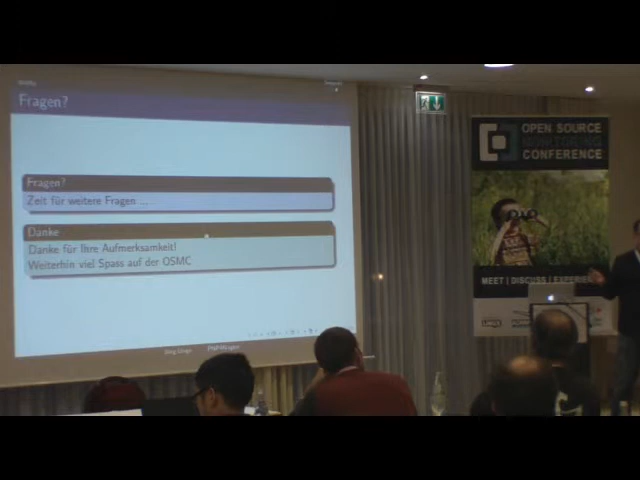 Fragen?
Fragen?
Zeit für weitere Fragen ...
Danke
Danke für Ihre Aufmerksamkeit!
Weiterhin viel Spass auf der OSMC
OPEN SOURCE
MONITORING
CONFERENCE
MEET | DISCUSS |